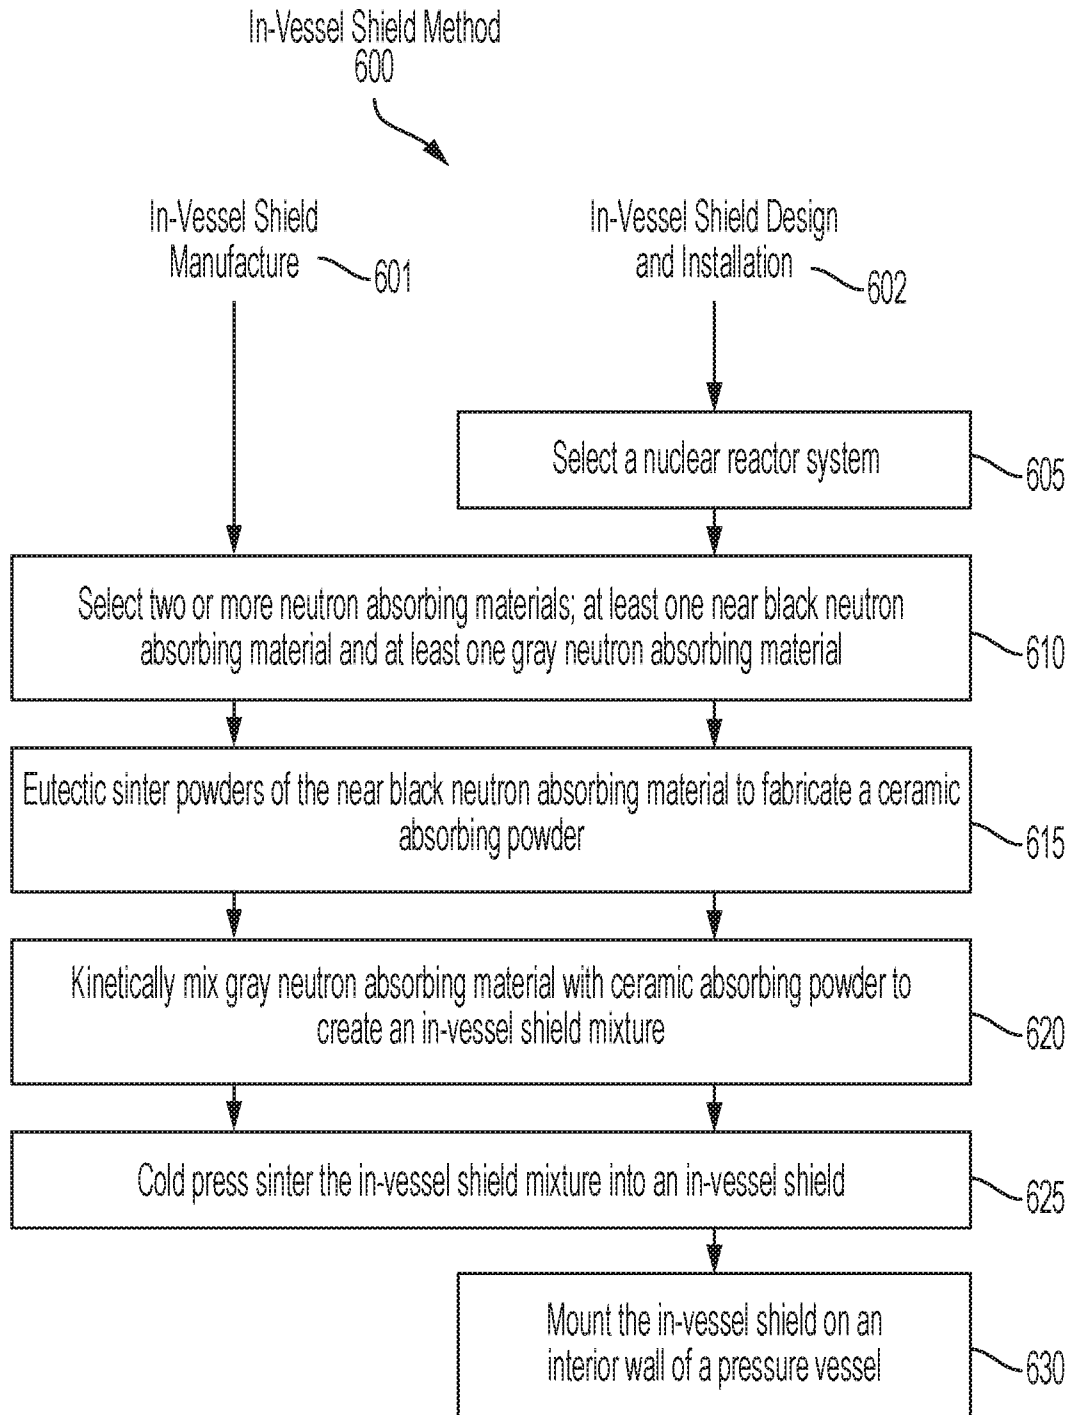 In-Vessel Shield Method
600
In-Vessel Shield
Manufacture
601
In-Vessel Shield Design
and Installation
602
Select a nuclear reactor system
605
Select two or more neutron absorbing materials; at least one near black neutron
absorbing material and at least one gray neutron absorbing material
610
Eutectic sinter powders of the near black neutron absorbing material to fabricate a ceramic
absorbing powder
615
Kinetically mix gray neutron absorbing material with ceramic absorbing powder to
create an in-vessel shield mixture
620
Cold press sinter the in-vessel shield mixture into an in-vessel shield
625
Mount the in-vessel shield on an
interior wall of a pressure vessel
630